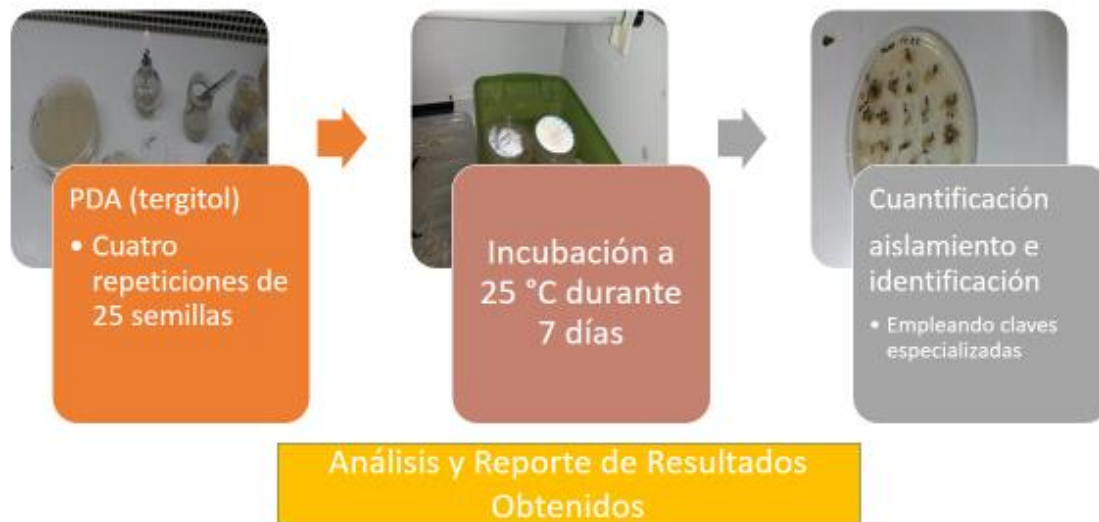 PDA (tergitol)
• Cuatro
repeticiones de
25 semillas
Incubación a
25 °C durante
7 días
Cuantificación
aislamiento e
identificación
• Empleando claves
especializadas
Análisis y Reporte de Resultados
Obtenidos